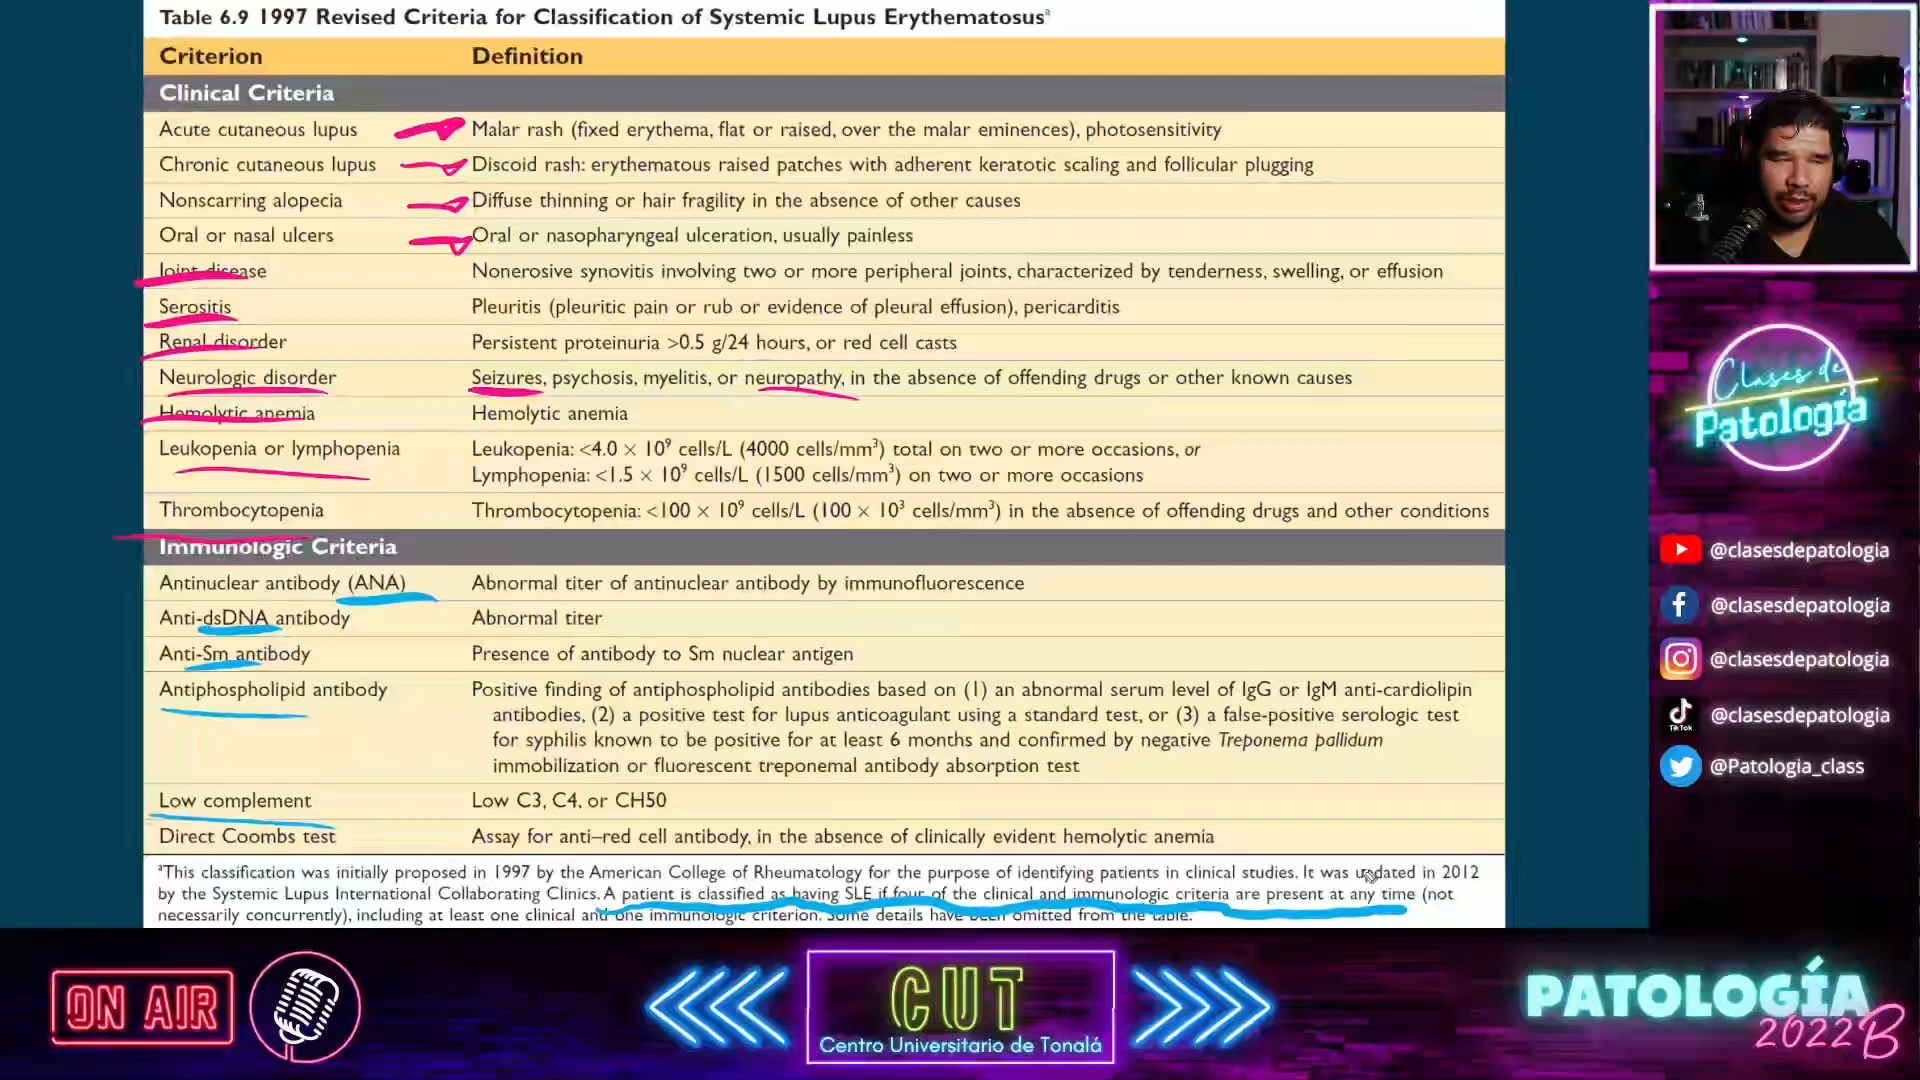 Table 6.9 1997 Revised Criteria for Classification of Systemic Lupus Erythematosusᵃ
Criterion Definition
Clinical Criteria
Acute cutaneous lupus Malar rash (fixed erythema, flat or raised, over the malar eminences), photosensitivity
Chronic cutaneous lupus Discoid rash: erythematous raised patches with adherent keratotic scaling and follicular plugging
Nonscarring alopecia Diffuse thinning or hair fragility in the absence of other causes
Oral or nasal ulcers Oral or nasopharyngeal ulceration, usually painless
Joint disease Nonerosive synovitis involving two or more peripheral joints, characterized by tenderness, swelling, or effusion
Serositis Pleuritis (pleuritic pain or rub or evidence of pleural effusion), pericarditis
Renal disorder Persistent proteinuria >0.5 g/24 hours, or red cell casts
Neurologic disorder Seizures, psychosis, myelitis, or neuropathy, in the absence of offending drugs or other known causes
Hemolytic anemia Hemolytic anemia
Leukopenia or lymphopenia Leukopenia: <4.0 × 10⁹ cells/L (4000 cells/mm³) total on two or more occasions, or
Lymphopenia: <1.5 × 10⁹ cells/L (1500 cells/mm³) on two or more occasions
Thrombocytopenia Thrombocytopenia: <100 × 10⁹ cells/L (100 × 10³ cells/mm³) in the absence of offending drugs and other conditions
Immunologic Criteria
Antinuclear antibody (ANA) Abnormal titer of antinuclear antibody by immunofluorescence
Anti-dsDNA antibody Abnormal titer
Anti-Sm antibody Presence of antibody to Sm nuclear antigen
Antiphospholipid antibody Positive finding of antiphospholipid antibodies based on (1) an abnormal serum level of IgG or IgM anti-cardiolipin
antibodies, (2) a positive test for lupus anticoagulant using a standard test, or (3) a false-positive serologic test
for syphilis known to be positive for at least 6 months and confirmed by negative Treponema pallidum
immobilization or fluorescent treponemal antibody absorption test
Low complement Low C3, C4, or CH50
Direct Coombs test Assay for anti–red cell antibody, in the absence of clinically evident hemolytic anemia
ᵃThis classification was initially proposed in 1997 by the American College of Rheumatology for the purpose of identifying patients in clinical studies. It was updated in 2012
by the Systemic Lupus International Collaborating Clinics. A patient is classified as having SLE if four of the clinical and immunologic criteria are present at any time (not
necessarily concurrently), including at least one clinical and one immunologic criterion. Some details have been omitted from the table.
Clases de
Patología
@clasesdepatologia
@clasesdepatologia
@clasesdepatologia
TikTok
@clasesdepatologia
@Patologia_class
ON AIR
CUT
Centro Universitario de Tonalá
PATOLOGÍA
2022B